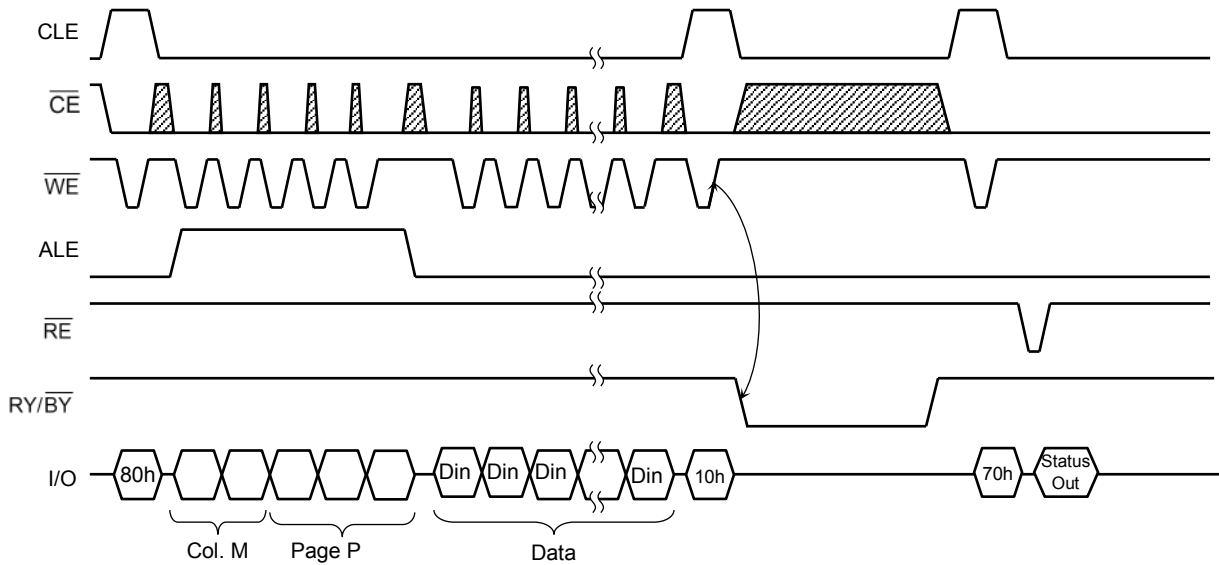 CLE
CE
WE
ALE
RE
RY/BY
I/O
80h
Din Din Din Din
10h
70h
Status
Out
Col. M
Page P
Data